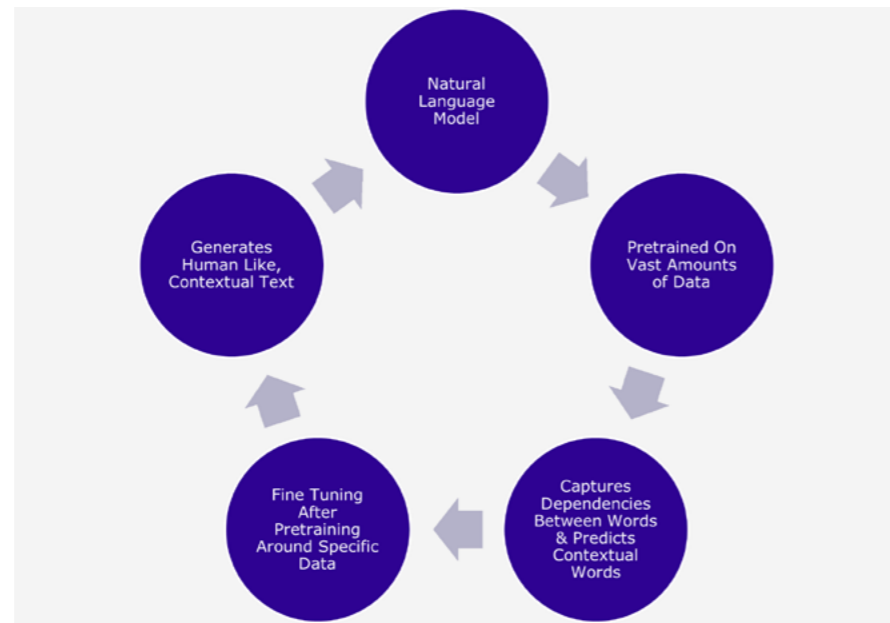 Natural
Language
Model
Pretrained On
Vast Amounts
of Data
Captures
Dependencies
Between Words
& Predicts
Contextual
Words
Fine Tuning
After
Pretraining
Around Specific
Data
Generates
Human Like,
Contextual Text